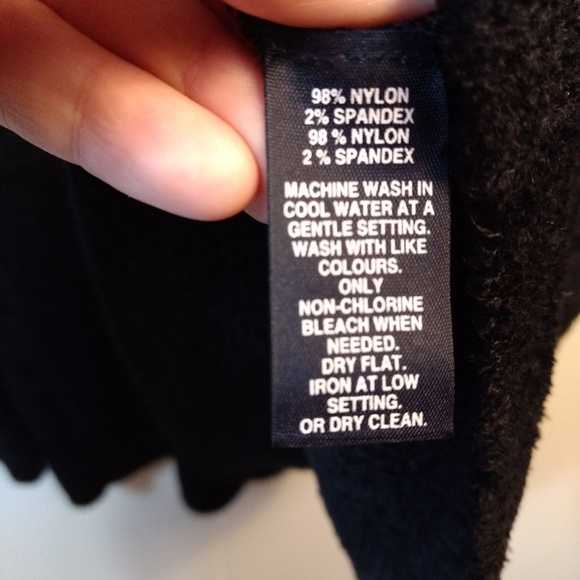 98% NYLON
2% SPANDEX
98 % NYLON
2 % SPANDEX
MACHINE WASH IN
COOL WATER AT A
GENTLE SETTING.
WASH WITH LIKE
COLOURS.
ONLY
NON-CHLORINE
BLEACH WHEN
NEEDED.
DRY FLAT.
IRON AT LOW
SETTING.
OR DRY CLEAN.